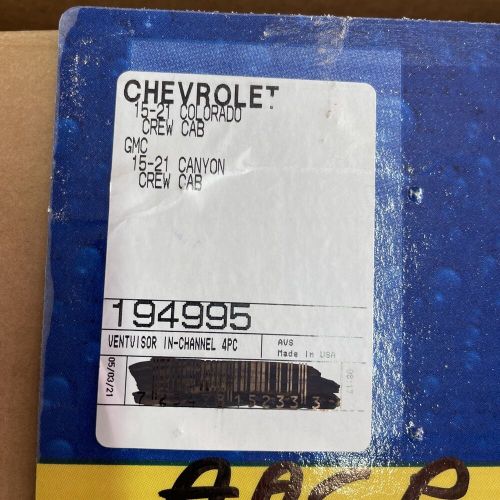 CHEVROLET
15-21 COLORADO
CREW CAB
GMC
15-21 CANYON
CREW CAB
194995
VENTVISOR IN-CHANNEL 4PC
AVS
Made in USA
05/03/21